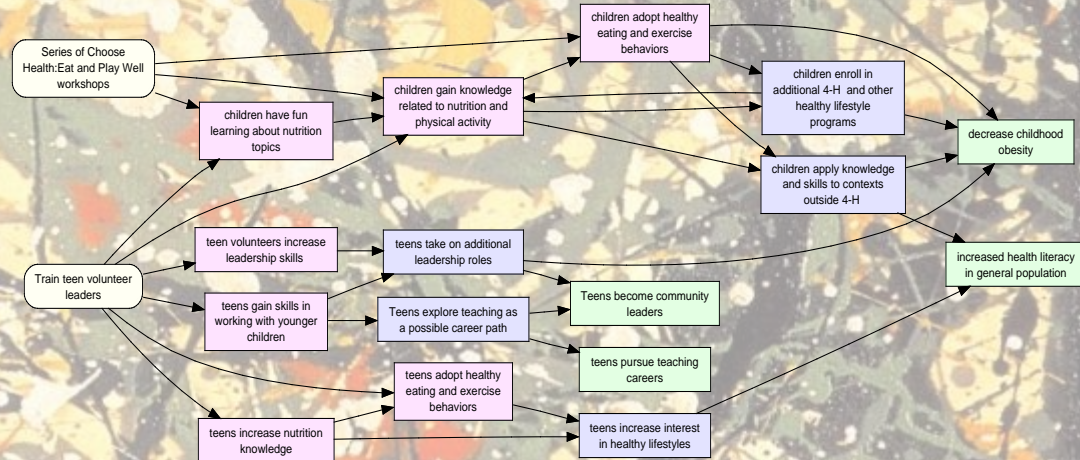 children adopt healthy
eating and exercise
behaviors
Series of Choose
Health:Eat and Play Well
workshops
children enroll in
additional 4-H and other
healthy lifestyle
programs
children gain knowledge
related to nutrition and
physical activity
children have fun
learning about nutrition
topics
decrease childhood
obesity
children apply knowledge
and skills to contexts
outside 4-H
teen volunteers increase
leadership skills
teens take on additional
leadership roles
increased health literacy
in general population
Train teen volunteer
leaders
teens gain skills in
working with younger
children
Teens explore teaching as
a possible career path
Teens become community
leaders
teens pursue teaching
careers
teens adopt healthy
eating and exercise
behaviors
teens increase interest
in healthy lifestyles
teens increase nutrition
knowledge